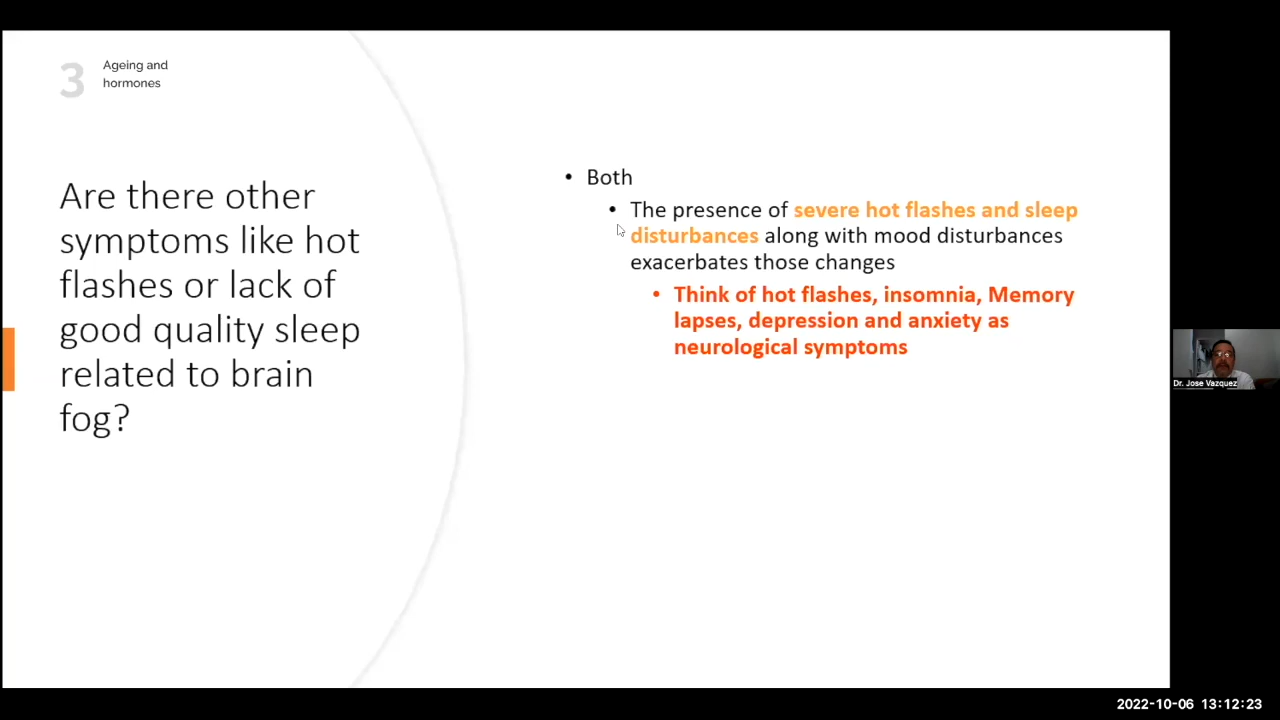 3
Ageing and
hormones
Are there other
symptoms like hot
flashes or lack of
good quality sleep
related to brain
fog?
• Both
• The presence of severe hot flashes and sleep
disturbances along with mood disturbances
exacerbates those changes
• Think of hot flashes, insomnia, Memory
lapses, depression and anxiety as
neurological symptoms
Dr. Jose Vazquez
2022-10-06 13:12:23